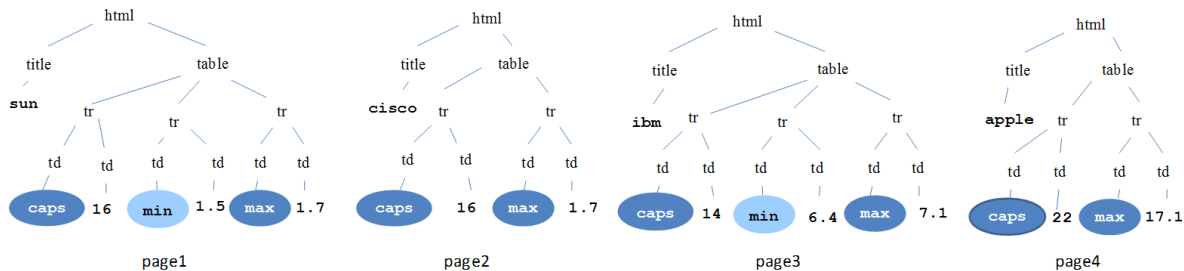 html html html html
title table title table title table title table
sun tr tr tr cisco tr tr ibm tr tr tr apple tr tr
td td td td td td td td td td td td td td td td td td td td
caps 16 min 1.5 max 1.7 caps 16 max 1.7 caps 14 min 6.4 max 7.1 caps 22 max 17.1
page1 page2 page3 page4